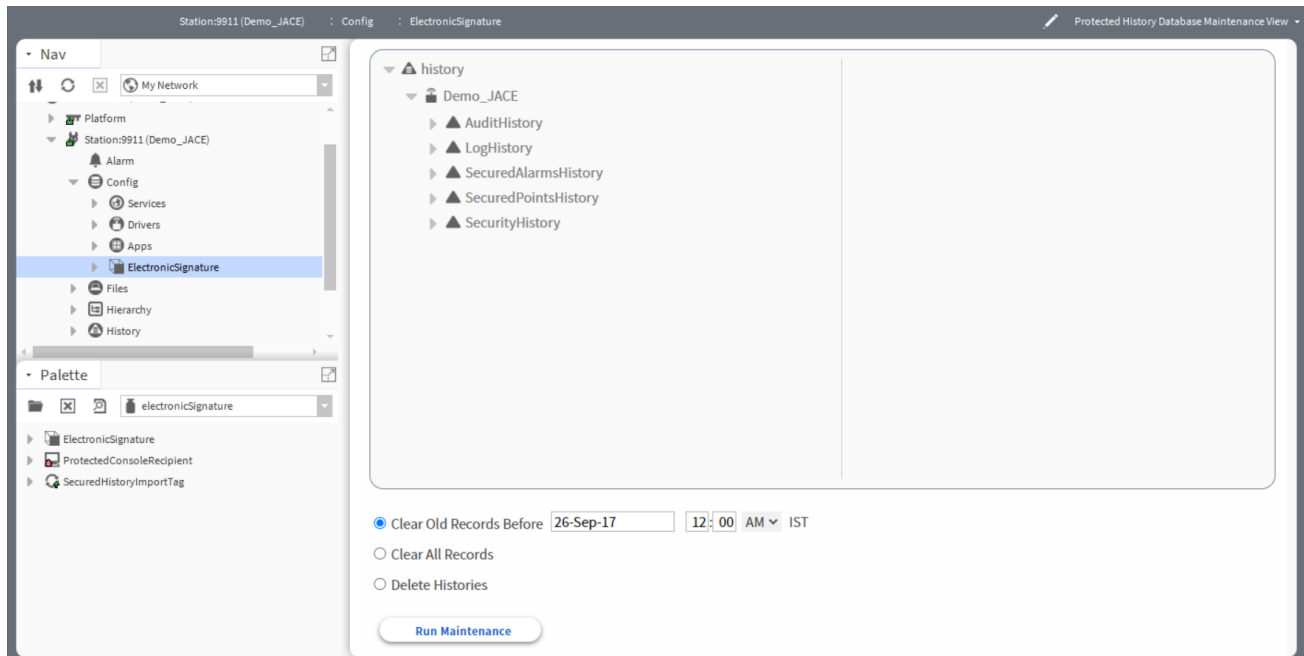 Station:9911 (Demo_JACE) : Config : ElectronicSignature Protected History Database Maintenance View
Nav
My Network
Platform
Station:9911 (Demo_JACE)
Alarm
Config
Services
Drivers
Apps
ElectronicSignature
Files
Hierarchy
History
Palette
electronicSignature
ElectronicSignature
ProtectedConsoleRecipient
SecuredHistoryImportTag
history
Demo_JACE
AuditHistory
LogHistory
SecuredAlarmsHistory
SecuredPointsHistory
SecurityHistory
Clear Old Records Before 26-Sep-17 12 : 00 AM IST
Clear All Records
Delete Histories
Run Maintenance